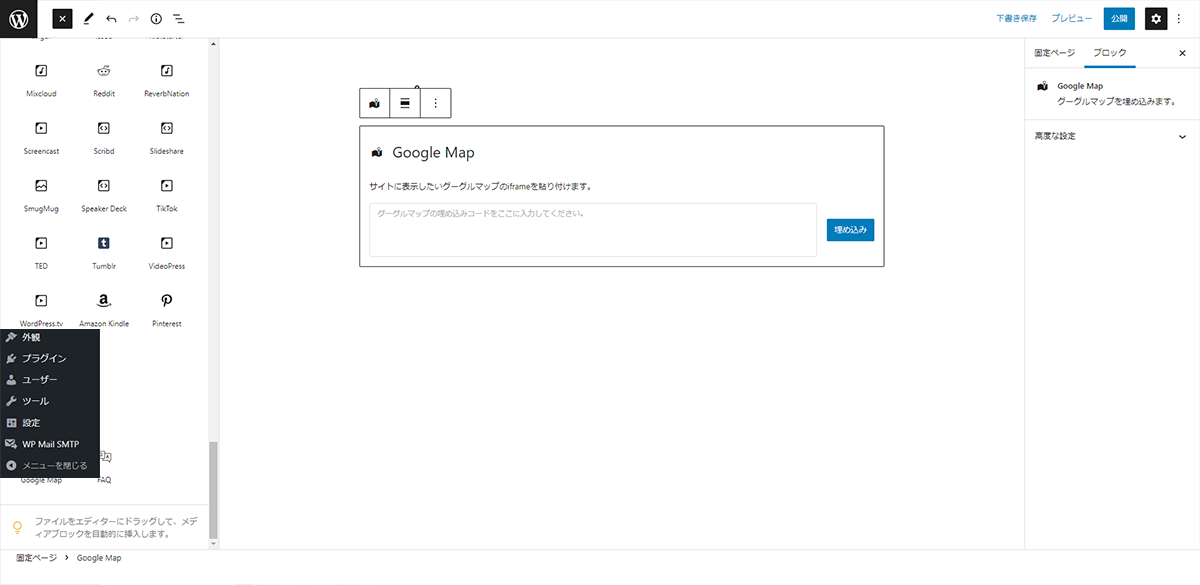 下書き保存
プレビュー
公開
Mixcloud
Reddit
ReverbNation
Screencast
Scribd
Slideshare
SmugMug
Speaker Deck
TikTok
TED
Tumblr
VideoPress
WordPress.tv
Amazon Kindle
Pinterest
外観
プラグイン
ユーザー
ツール
設定
WP Mail SMTP
メニューを閉じる
Google Map
FAQ
ファイルをエディターにドラッグして、メデ
ィアブロックを自動的に挿入します。
Google Map
サイトに表示したいグーグルマップのiframeを貼り付けます。
グーグルマップの埋め込みコードをここに入力してください。
埋め込み
固定ページ
ブロック
Google Map
グーグルマップを埋め込みます。
高度な設定
固定ページ
Google Map